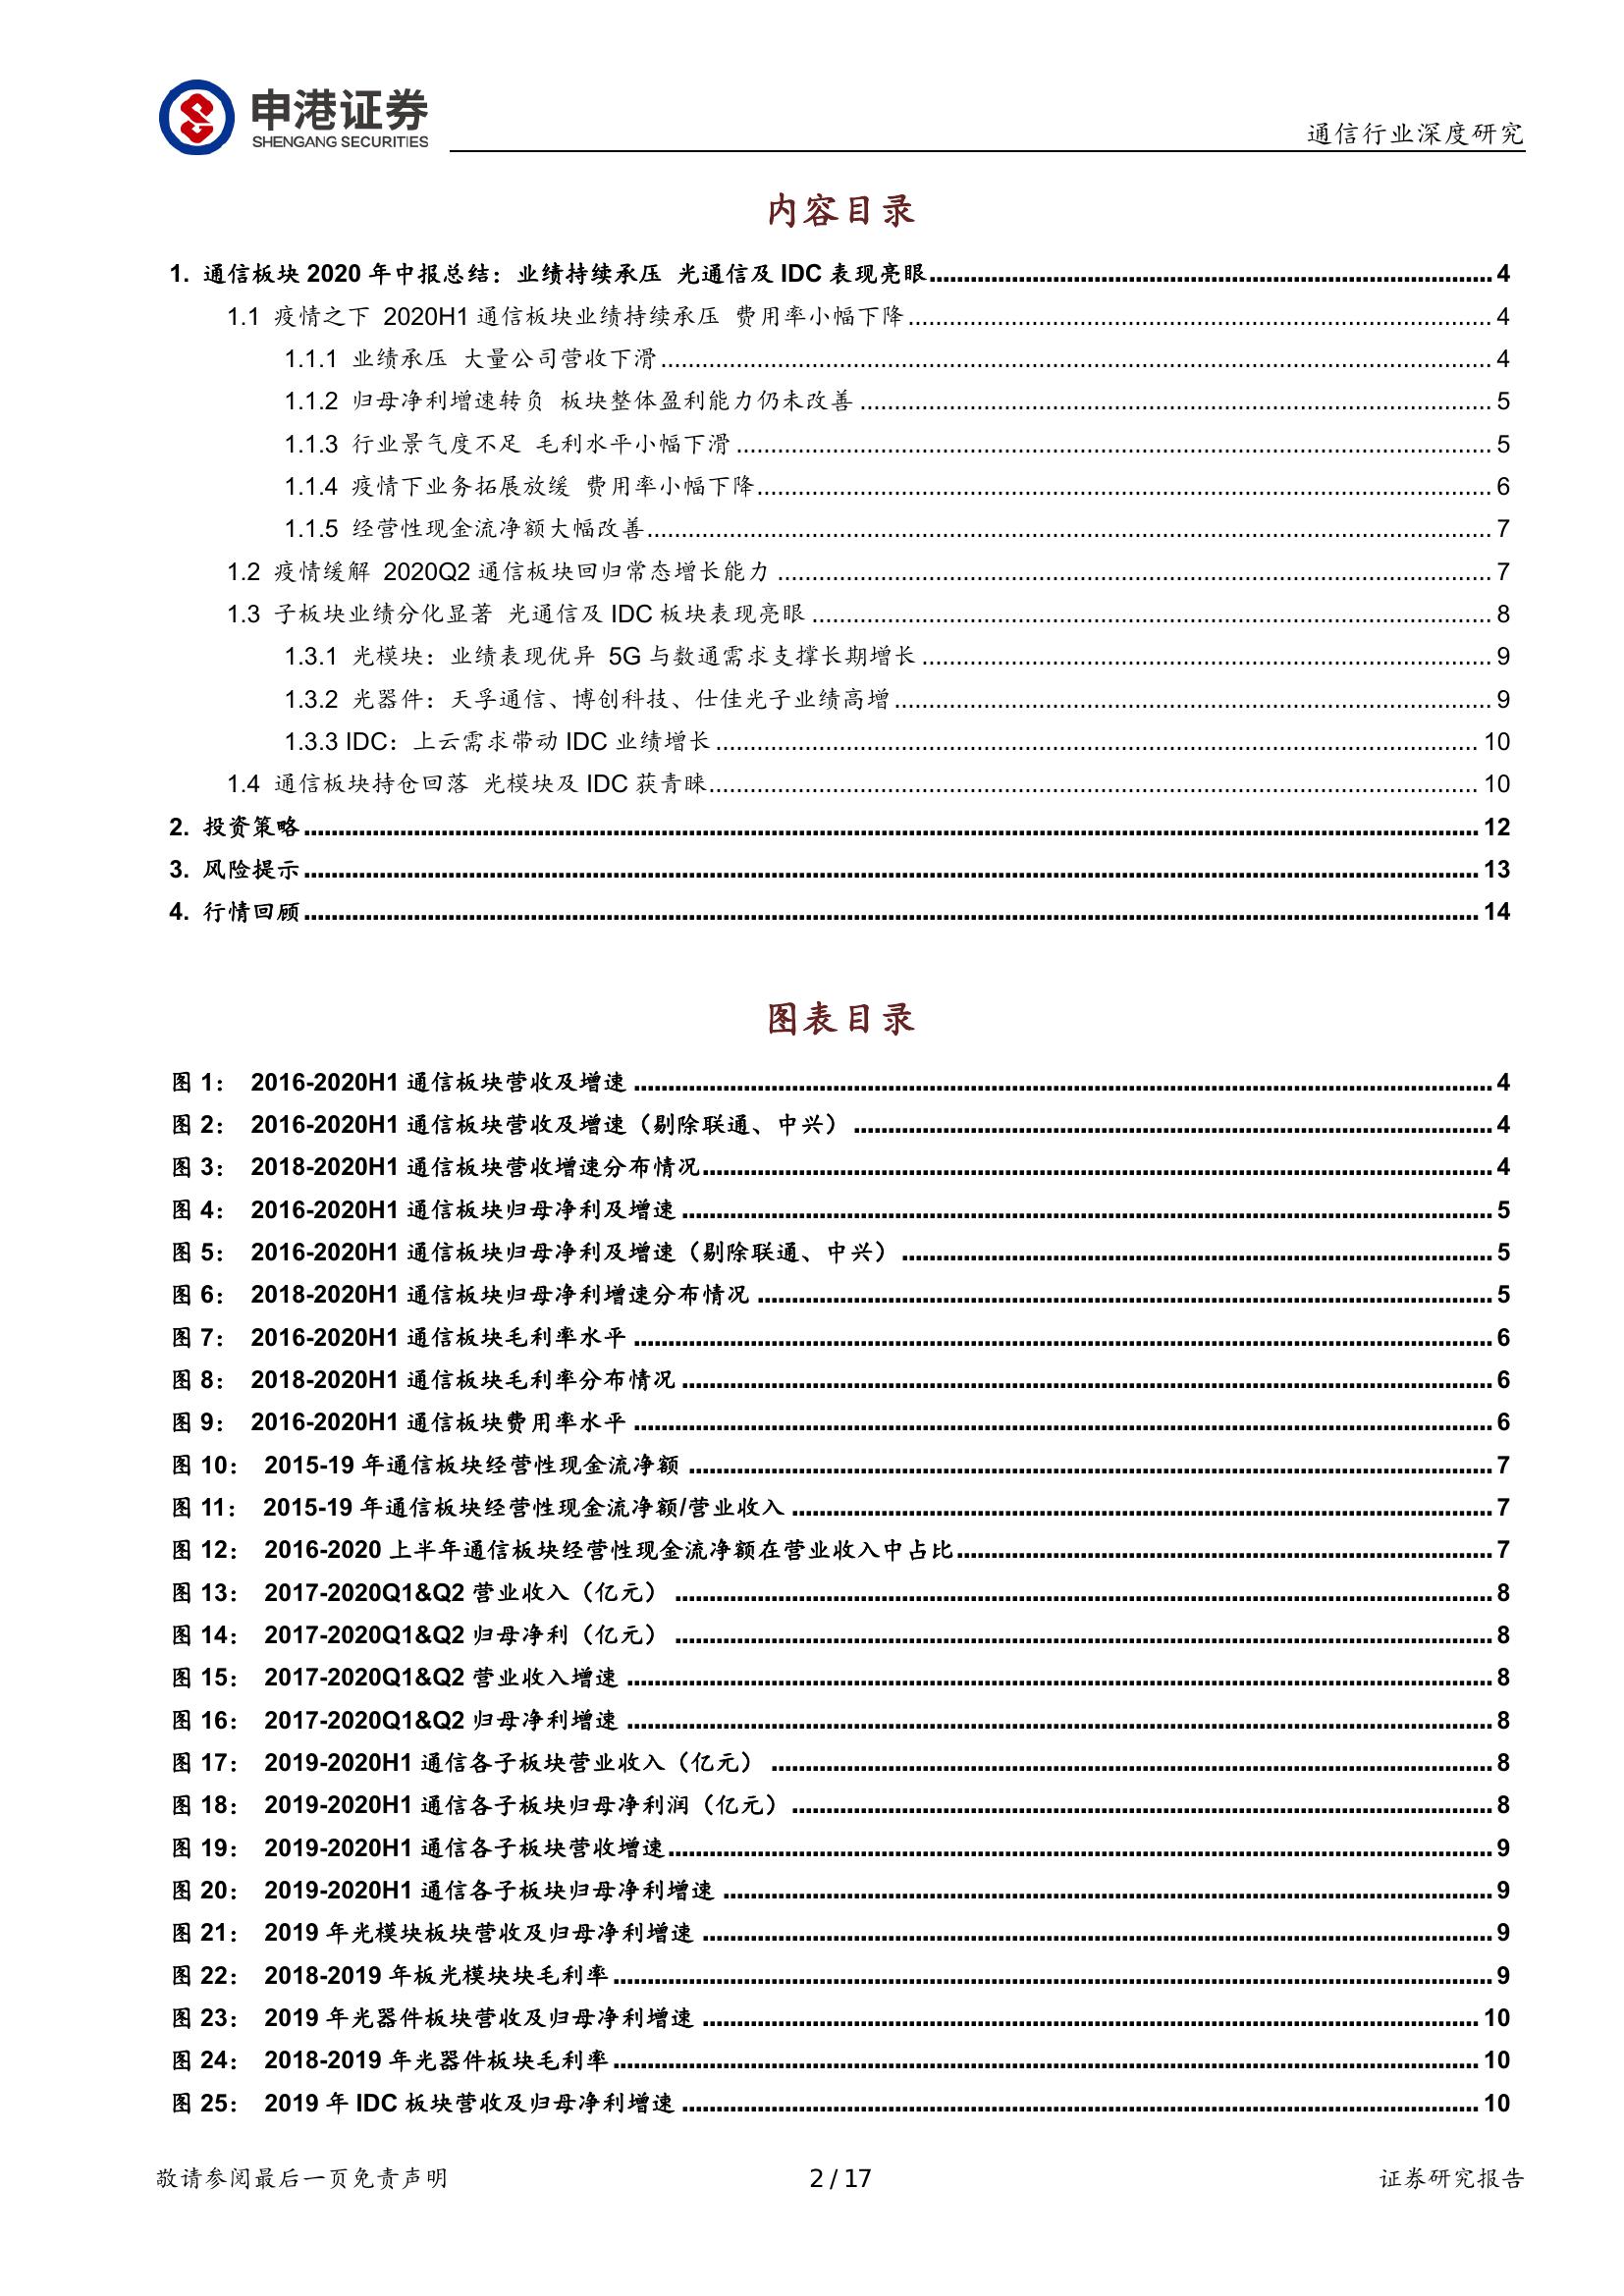 申港证券
SHENGANG SECURITIES
通信行业深度研究
内容目录
1. 通信板块 2020 年中报总结：业绩持续承压 光通信及 IDC 表现亮眼 4
1.1 疫情之下 2020H1 通信板块业绩持续承压 费用率小幅下降 4
1.1.1 业绩承压 大量公司营收下滑 4
1.1.2 归母净利增速转负 板块整体盈利能力仍未改善 5
1.1.3 行业景气度不足 毛利水平小幅下滑 5
1.1.4 疫情下业务拓展放缓 费用率小幅下降 6
1.1.5 经营性现金流净额大幅改善 7
1.2 疫情缓解 2020Q2 通信板块回归常态增长能力 7
1.3 子板块业绩分化显著 光通信及 IDC 板块表现亮眼 8
1.3.1 光模块：业绩表现优异 5G 与数通需求支撑长期增长 9
1.3.2 光器件：天孚通信、博创科技、仕佳光子业绩高增 9
1.3.3 IDC：上云需求带动 IDC 业绩增长 10
1.4 通信板块持仓回落 光模块及 IDC 获青睐 10
2. 投资策略 12
3. 风险提示 13
4. 行情回顾 14
图表目录
图 1： 2016-2020H1 通信板块营收及增速 4
图 2： 2016-2020H1 通信板块营收及增速（剔除联通、中兴） 4
图 3： 2018-2020H1 通信板块营收增速分布情况 4
图 4： 2016-2020H1 通信板块归母净利及增速 5
图 5： 2016-2020H1 通信板块归母净利及增速（剔除联通、中兴） 5
图 6： 2018-2020H1 通信板块归母净利增速分布情况 5
图 7： 2016-2020H1 通信板块毛利率水平 6
图 8： 2018-2020H1 通信板块毛利率分布情况 6
图 9： 2016-2020H1 通信板块费用率水平 6
图 10： 2015-19 年通信板块经营性现金流净额 7
图 11： 2015-19 年通信板块经营性现金流净额/营业收入 7
图 12： 2016-2020 上半年通信板块经营性现金流净额在营业收入中占比 7
图 13： 2017-2020Q1&Q2 营业收入（亿元） 8
图 14： 2017-2020Q1&Q2 归母净利（亿元） 8
图 15： 2017-2020Q1&Q2 营业收入增速 8
图 16： 2017-2020Q1&Q2 归母净利增速 8
图 17： 2019-2020H1 通信各子板块营业收入（亿元） 8
图 18： 2019-2020H1 通信各子板块归母净利润（亿元） 8
图 19： 2019-2020H1 通信各子板块营收增速 9
图 20： 2019-2020H1 通信各子板块归母净利增速 9
图 21： 2019 年光模块板块营收及归母净利增速 9
图 22： 2018-2019 年板光模块块毛利率 9
图 23： 2019 年光器件板块营收及归母净利增速 10
图 24： 2018-2019 年光器件板块毛利率 10
图 25： 2019 年 IDC 板块营收及归母净利增速 10
敬请参阅最后一页免责声明
2 / 17
证券研究报告